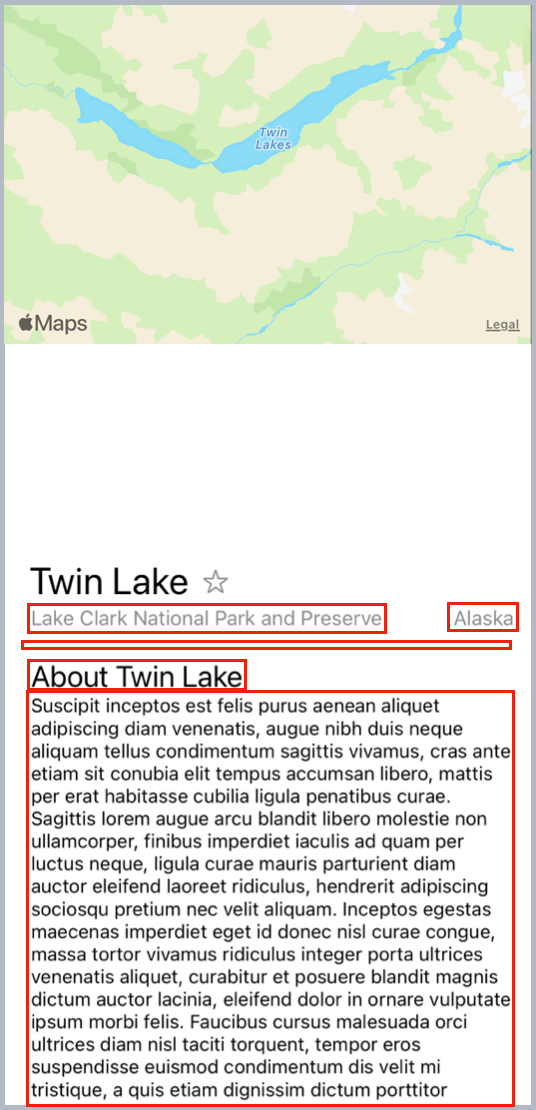 Twin
Lakes
Maps
Legal
Twin Lake ☆
Lake Clark National Park and Preserve Alaska
About Twin Lake
Suscipit inceptos est felis purus aenean aliquet
adipiscing diam venenatis, augue nibh duis neque
aliquam tellus condimentum sagittis vivamus, cras ante
etiam sit conubia elit tempus accumsan libero, mattis
per erat habitasse cubilia ligula penatibus curae.
Sagittis lorem augue arcu blandit libero molestie non
ullamcorper, finibus imperdiet iaculis ad quam per
luctus neque, ligula curae mauris parturient diam
auctor eleifend laoreet ridiculus, hendrerit adipiscing
sociosqu pretium nec velit aliquam. Inceptos egestas
maecenas imperdiet eget id donec nisl curae congue,
massa tortor vivamus ridiculus integer porta ultrices
venenatis aliquet, curabitur et posuere blandit magnis
dictum auctor lacinia, eleifend dolor in ornare vulputate
ipsum morbi felis. Faucibus cursus malesuada orci
ultrices diam nisl taciti torquent, tempor eros
suspendisse euismod condimentum dis velit mi
tristique, a quis etiam dignissim dictum porttitor